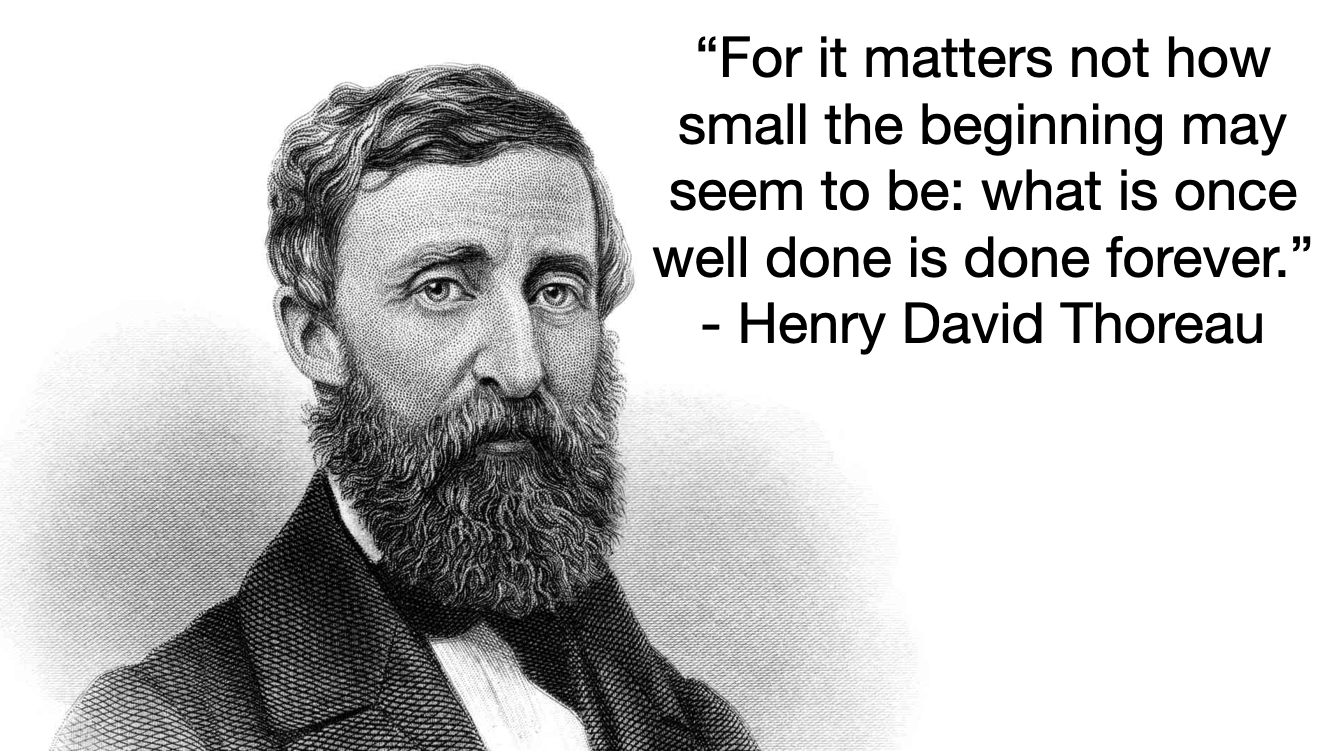 “For it matters not how
small the beginning may
seem to be: what is once
well done is done forever.”
- Henry David Thoreau